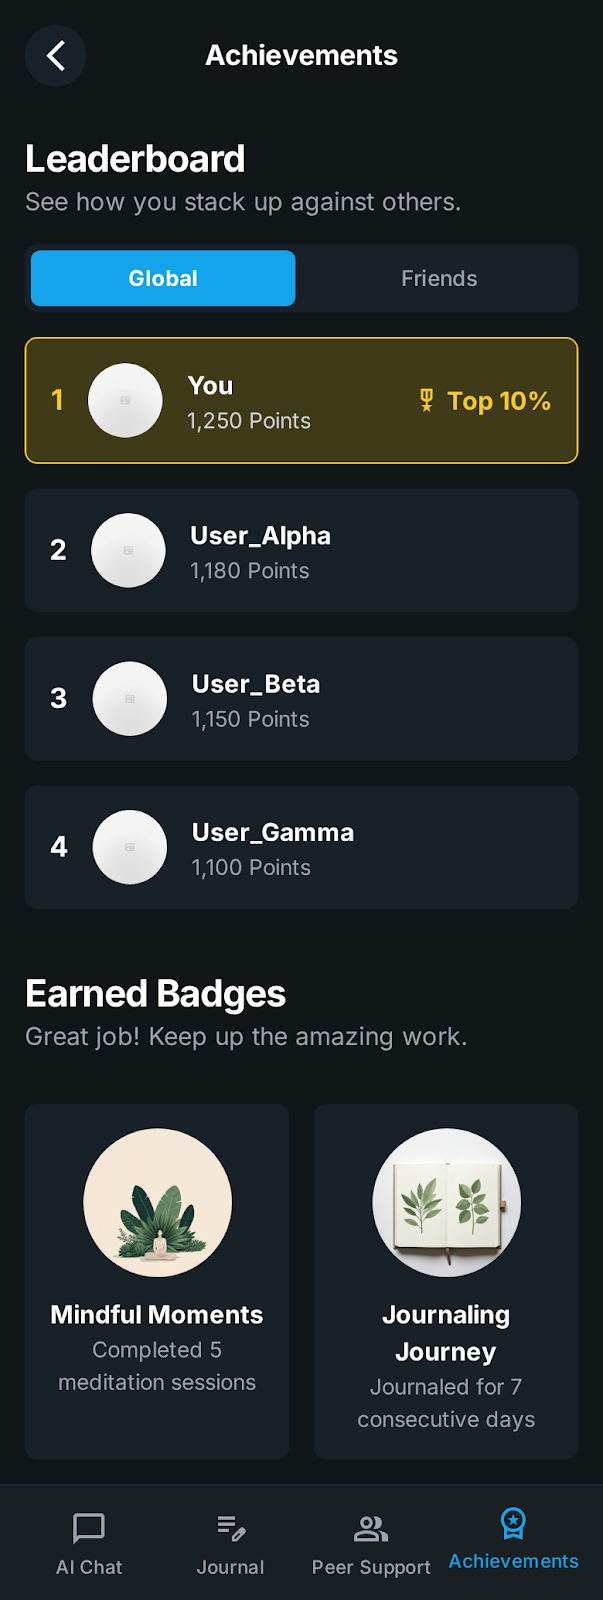 Achievements
Leaderboard
See how you stack up against others.
Global
Friends
1
You
1,250 Points
Top 10%
2
User_Alpha
1,180 Points
3
User_Beta
1,150 Points
4
User_Gamma
1,100 Points
Earned Badges
Great job! Keep up the amazing work.
Mindful Moments
Completed 5
meditation sessions
Journaling
Journey
Journaled for 7
consecutive days
AI Chat
Journal
Peer Support
Achievements